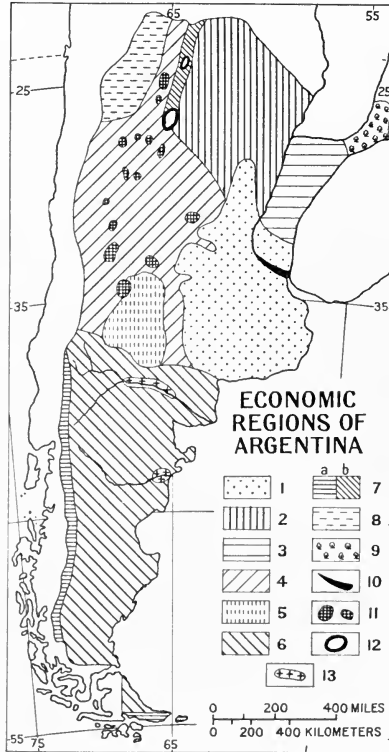 65 55
25 25
35 35
ECONOMIC
REGIONS OF
ARGENTINA
a b
1 7
2 8
3 9
4 10
5 11
6 12
13
0 200 400 MILES
0 200 400 KILOMETERS
55 75 65